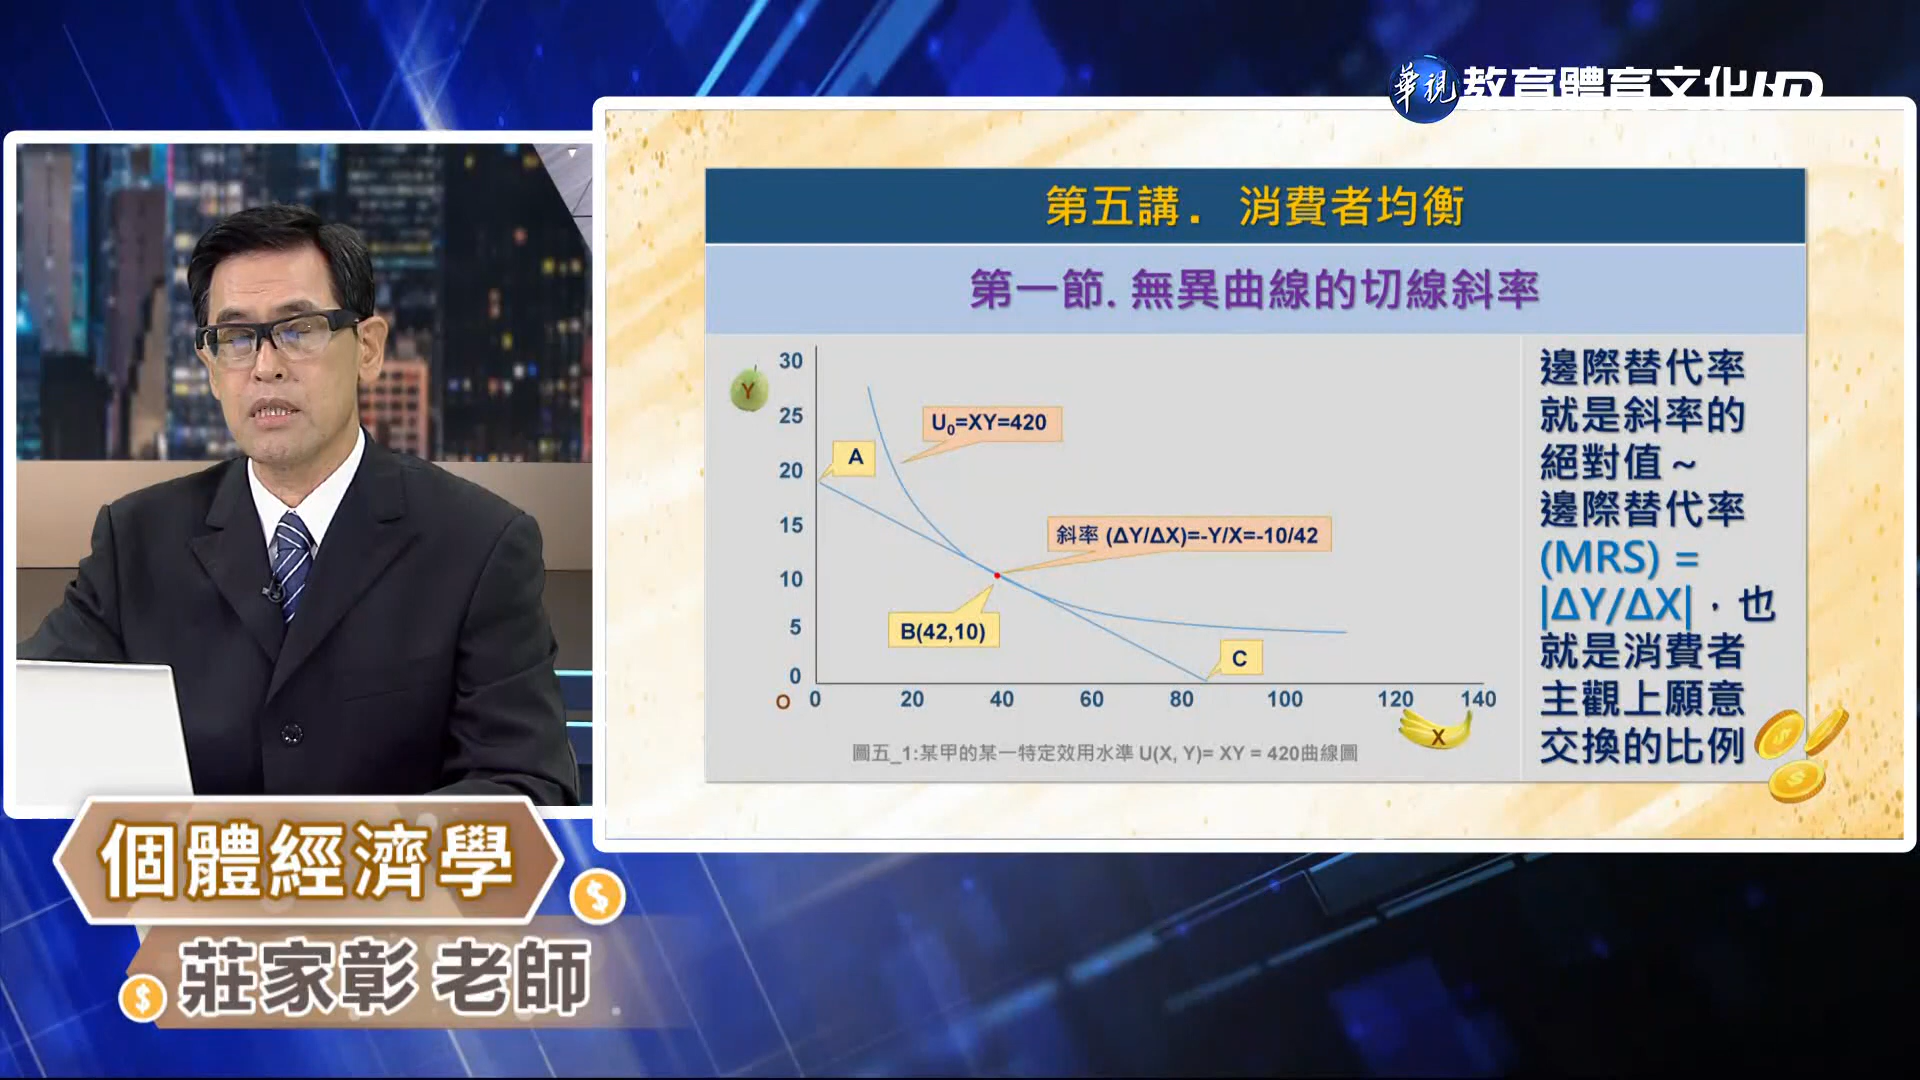 華視 教育體育文化HD
第五講． 消費者均衡
第一節. 無異曲線的切線斜率
30
25
20
15
10
5
0
Y
U₀=XY=420
A
斜率 (ΔY/ΔX)=-Y/X=-10/42
B(42,10)
C
O
0 20 40 60 80 100 120 140
X
圖五_1:某甲的某一特定效用水準 U(X, Y)= XY = 420曲線圖
邊際替代率
就是斜率的
絕對值～
邊際替代率
(MRS) =
|ΔY/ΔX|，也
就是消費者
主觀上願意
交換的比例
個體經濟學
莊家彰 老師